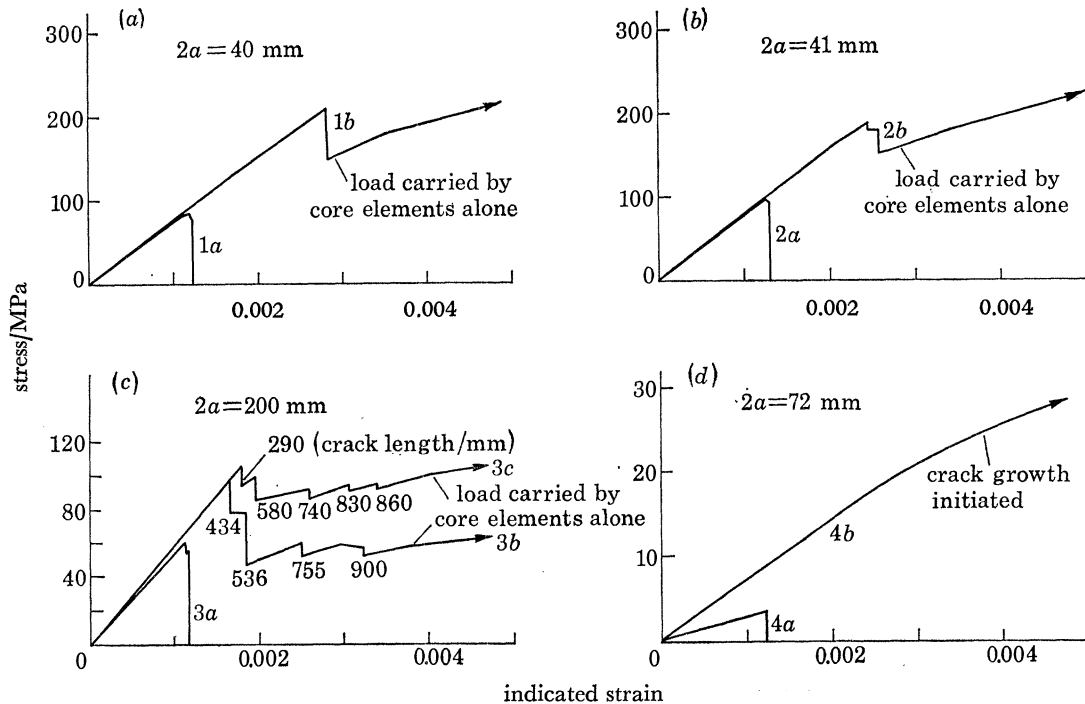 (a)
2a=40 mm
300
200
100
0
1b
load carried by
core elements alone
1a
0.002
0.004
(b)
2a=41 mm
300
200
100
0
2b
load carried by
core elements alone
2a
0.002
0.004
stress/MPa
(c)
2a=200 mm
290 (crack length/mm)
120
80
40
0
434
580
740
830
860
3c
load carried by
core elements alone
3b
536
755
900
3a
0.002
0.004
(d)
2a=72 mm
30
20
10
0
crack growth
initiated
4b
4a
0.002
0.004
indicated strain